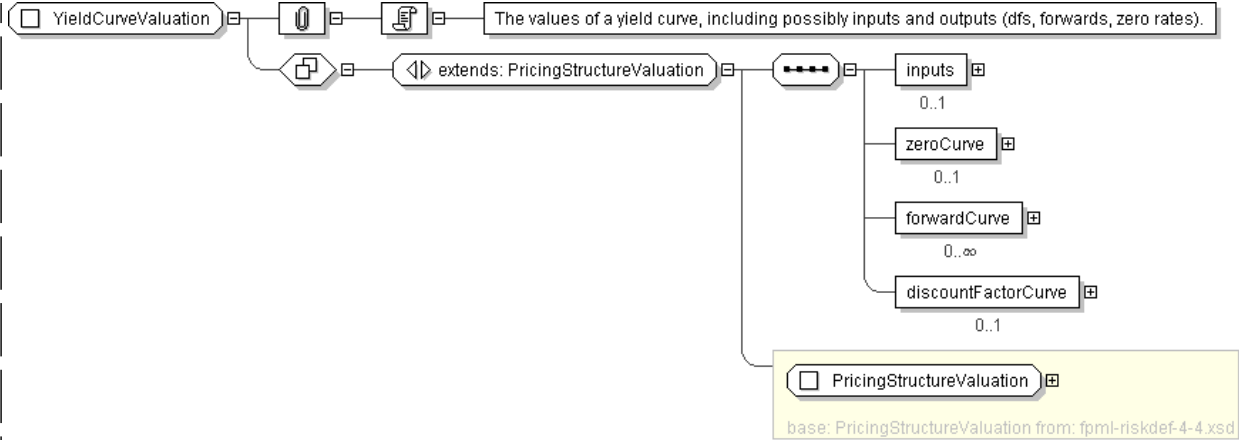 YieldCurveValuation
The values of a yield curve, including possibly inputs and outputs (dfs, forwards, zero rates).
extends: PricingStructureValuation
inputs
0..1
zeroCurve
0..1
forwardCurve
0..∞
discountFactorCurve
0..1
PricingStructureValuation
base: PricingStructureValuation from: fpml-riskdef-4-4.xsd